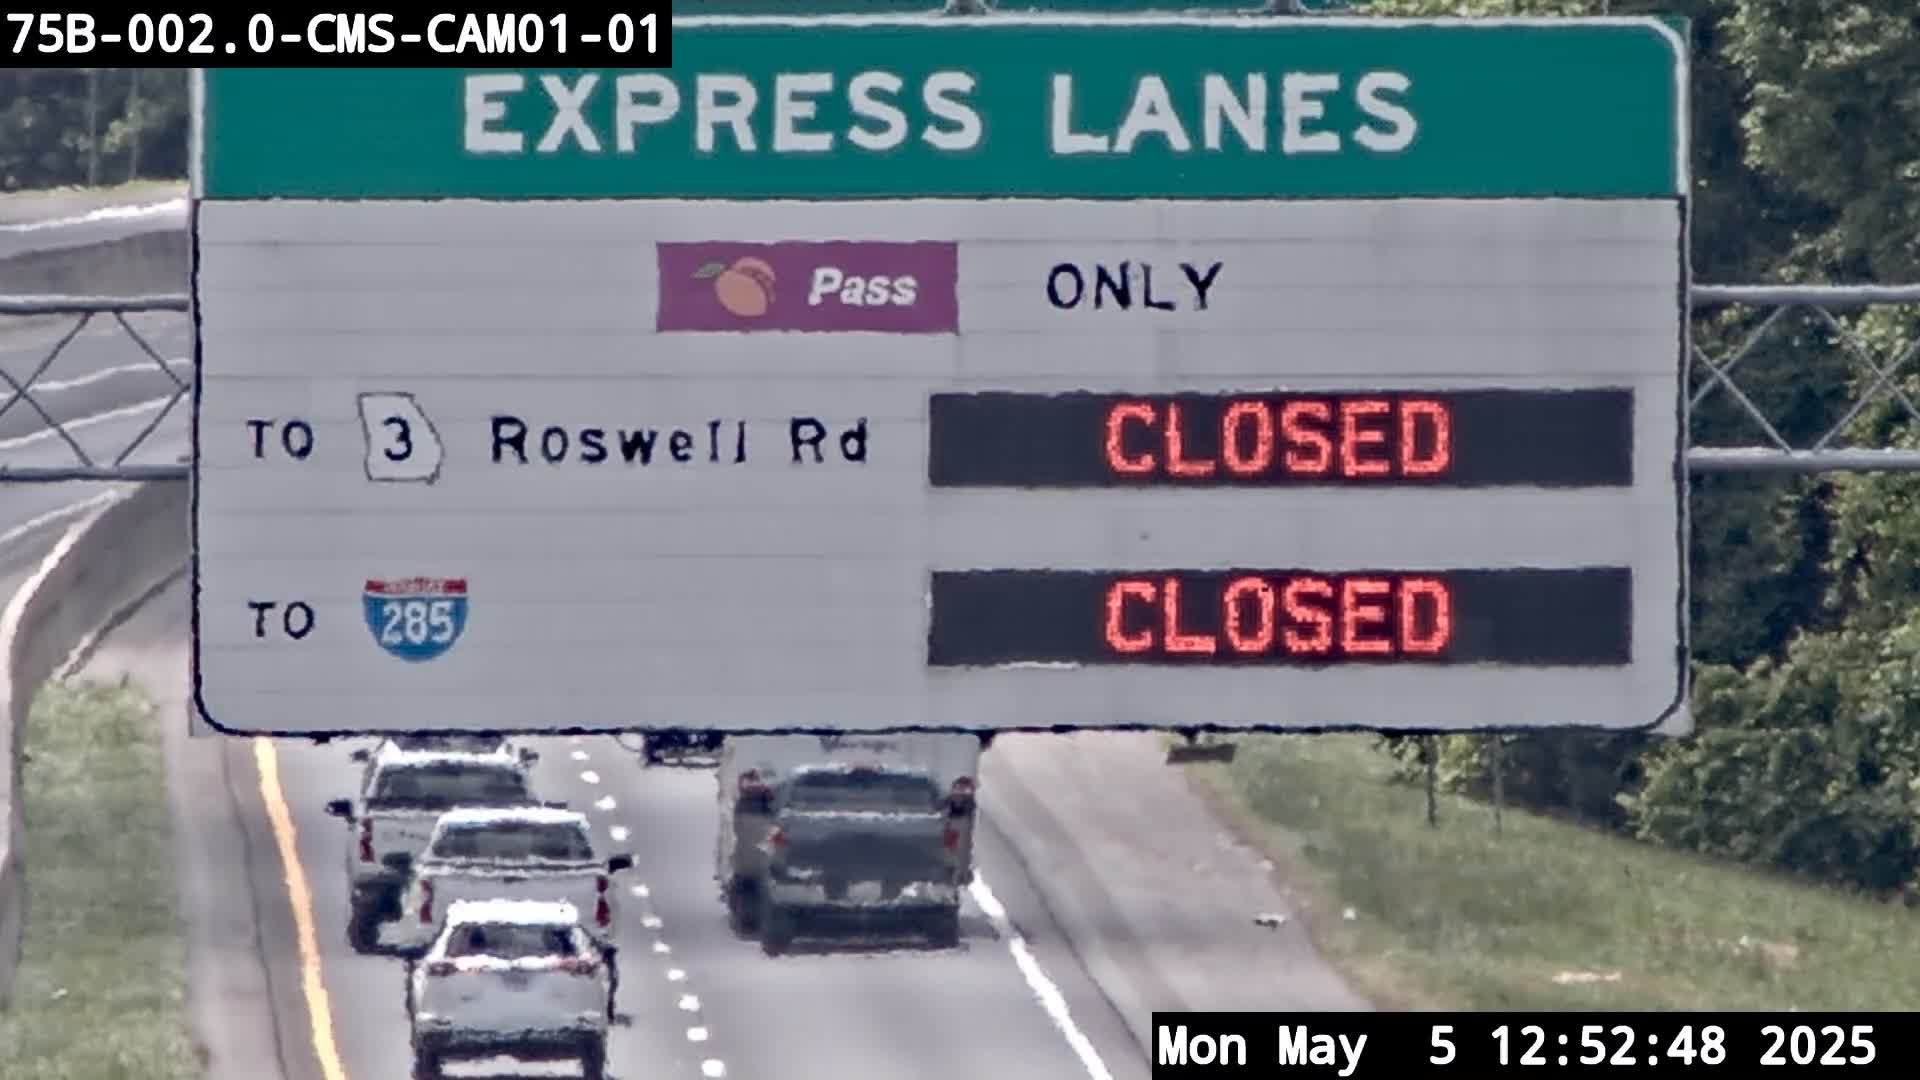 75B-002.0-CMS-CAM01-01
EXPRESS LANES
Pass ONLY
TO 3 Roswell Rd CLOSED
TO 285 CLOSED
Mon May 5 12:52:48 2025